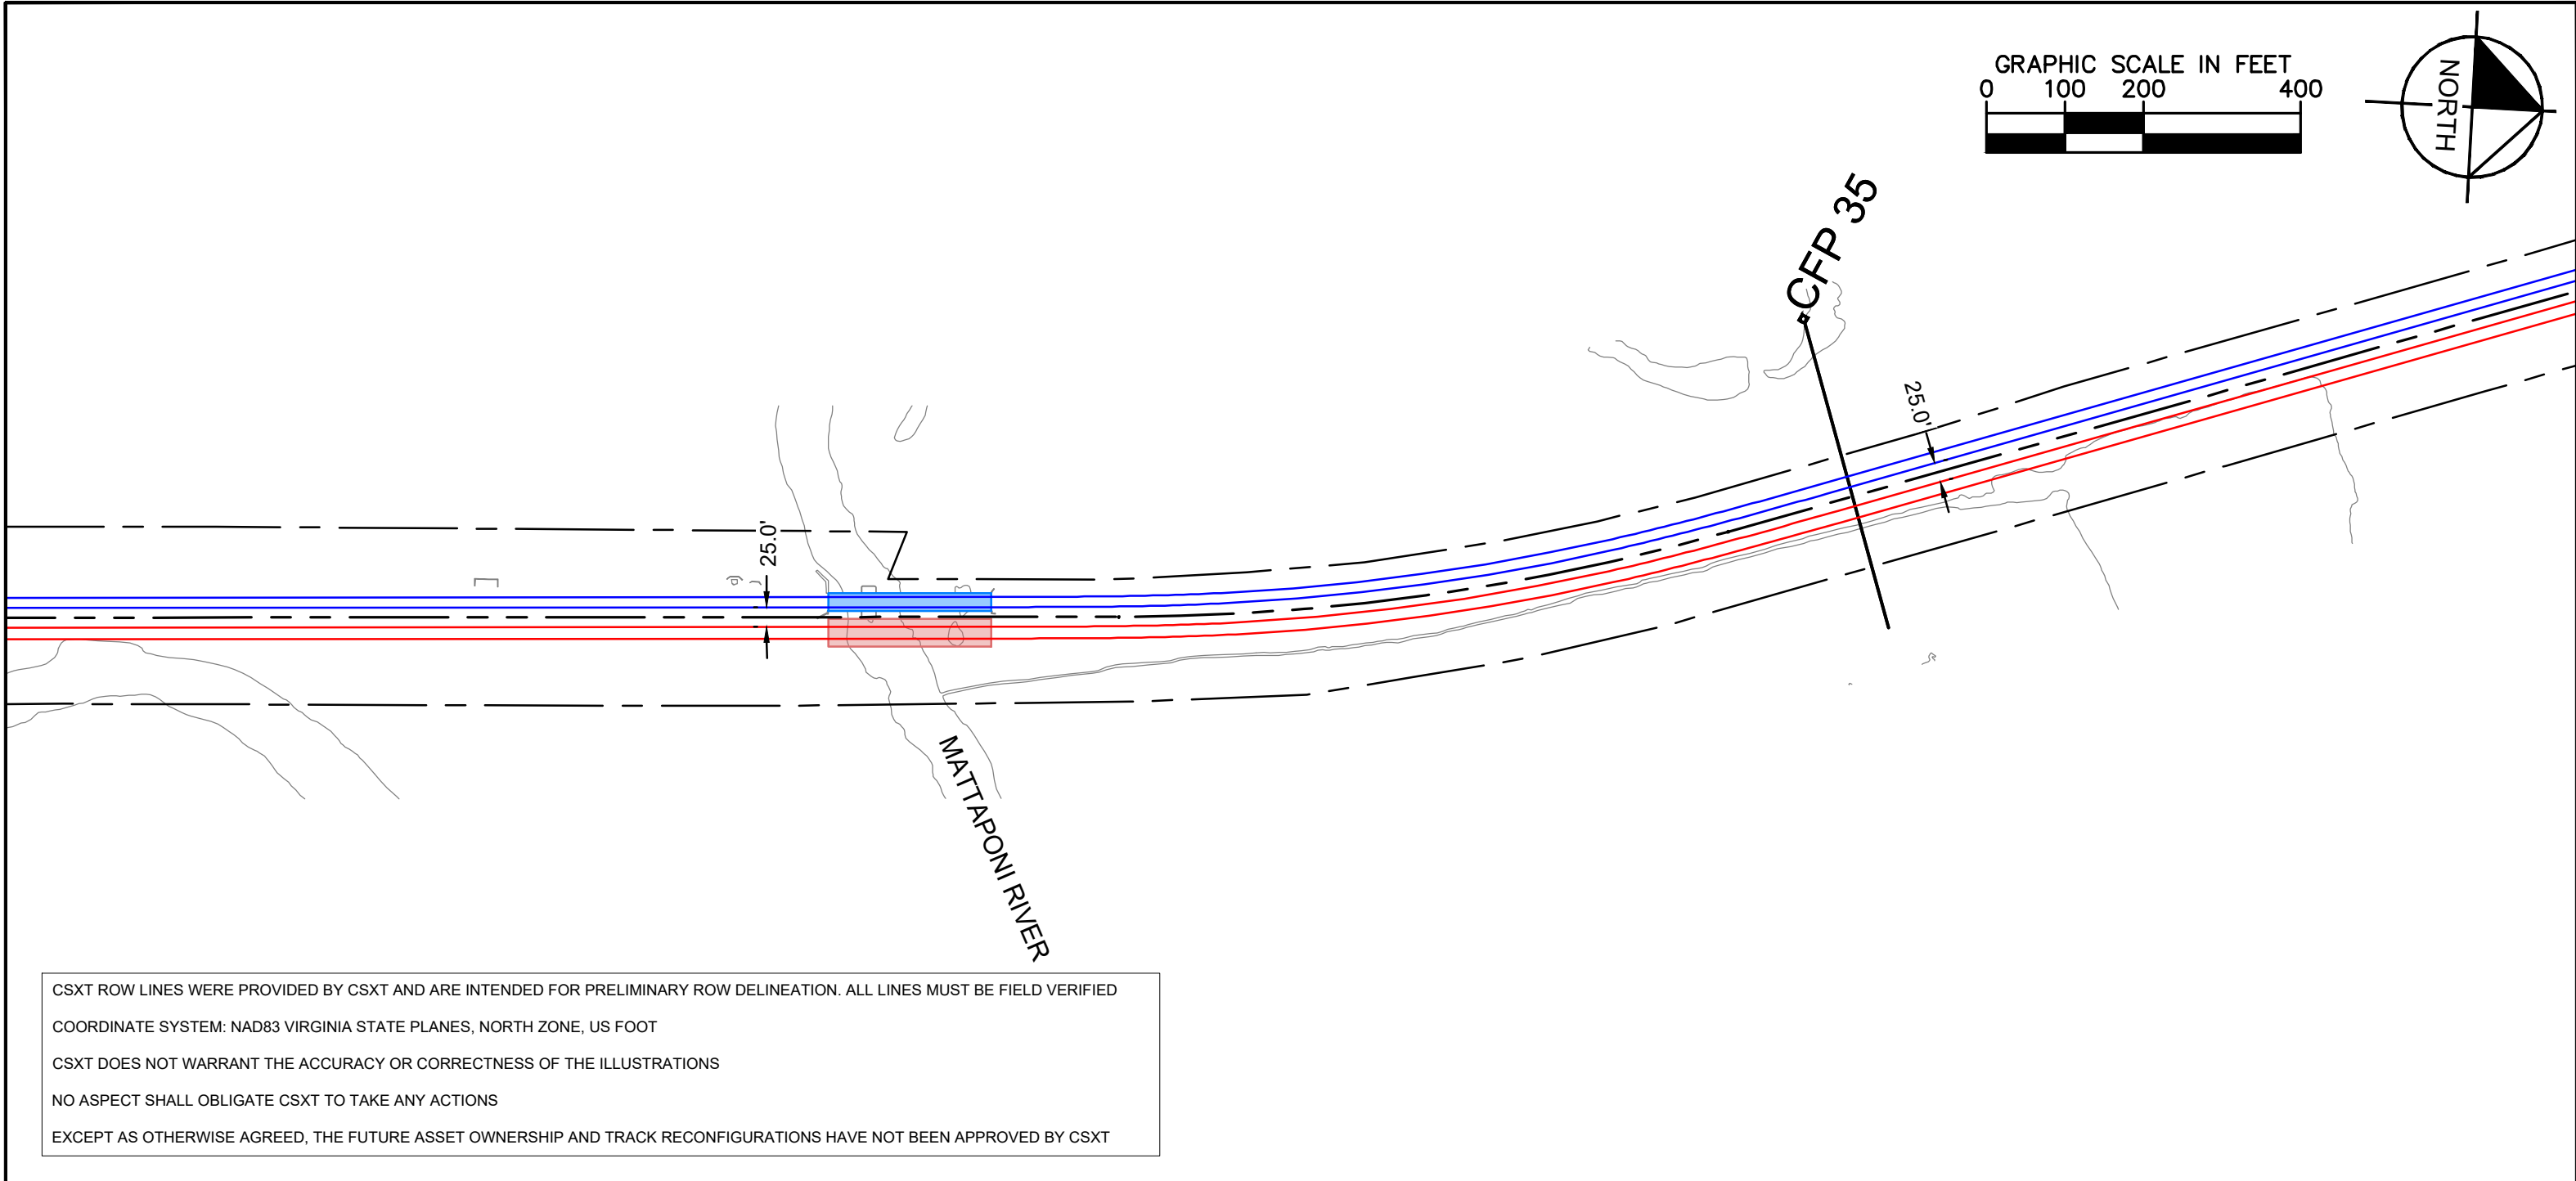 GRAPHIC SCALE IN FEET
0 100 200 400
NORTH
CFP 35
25.0'
25.0'
MATTAPONI RIVER
CSXT ROW LINES WERE PROVIDED BY CSXT AND ARE INTENDED FOR PRELIMINARY ROW DELINEATION. ALL LINES MUST BE FIELD VERIFIED
COORDINATE SYSTEM: NAD83 VIRGINIA STATE PLANES, NORTH ZONE, US FOOT
CSXT DOES NOT WARRANT THE ACCURACY OR CORRECTNESS OF THE ILLUSTRATIONS
NO ASPECT SHALL OBLIGATE CSXT TO TAKE ANY ACTIONS
EXCEPT AS OTHERWISE AGREED, THE FUTURE ASSET OWNERSHIP AND TRACK RECONFIGURATIONS HAVE NOT BEEN APPROVED BY CSXT